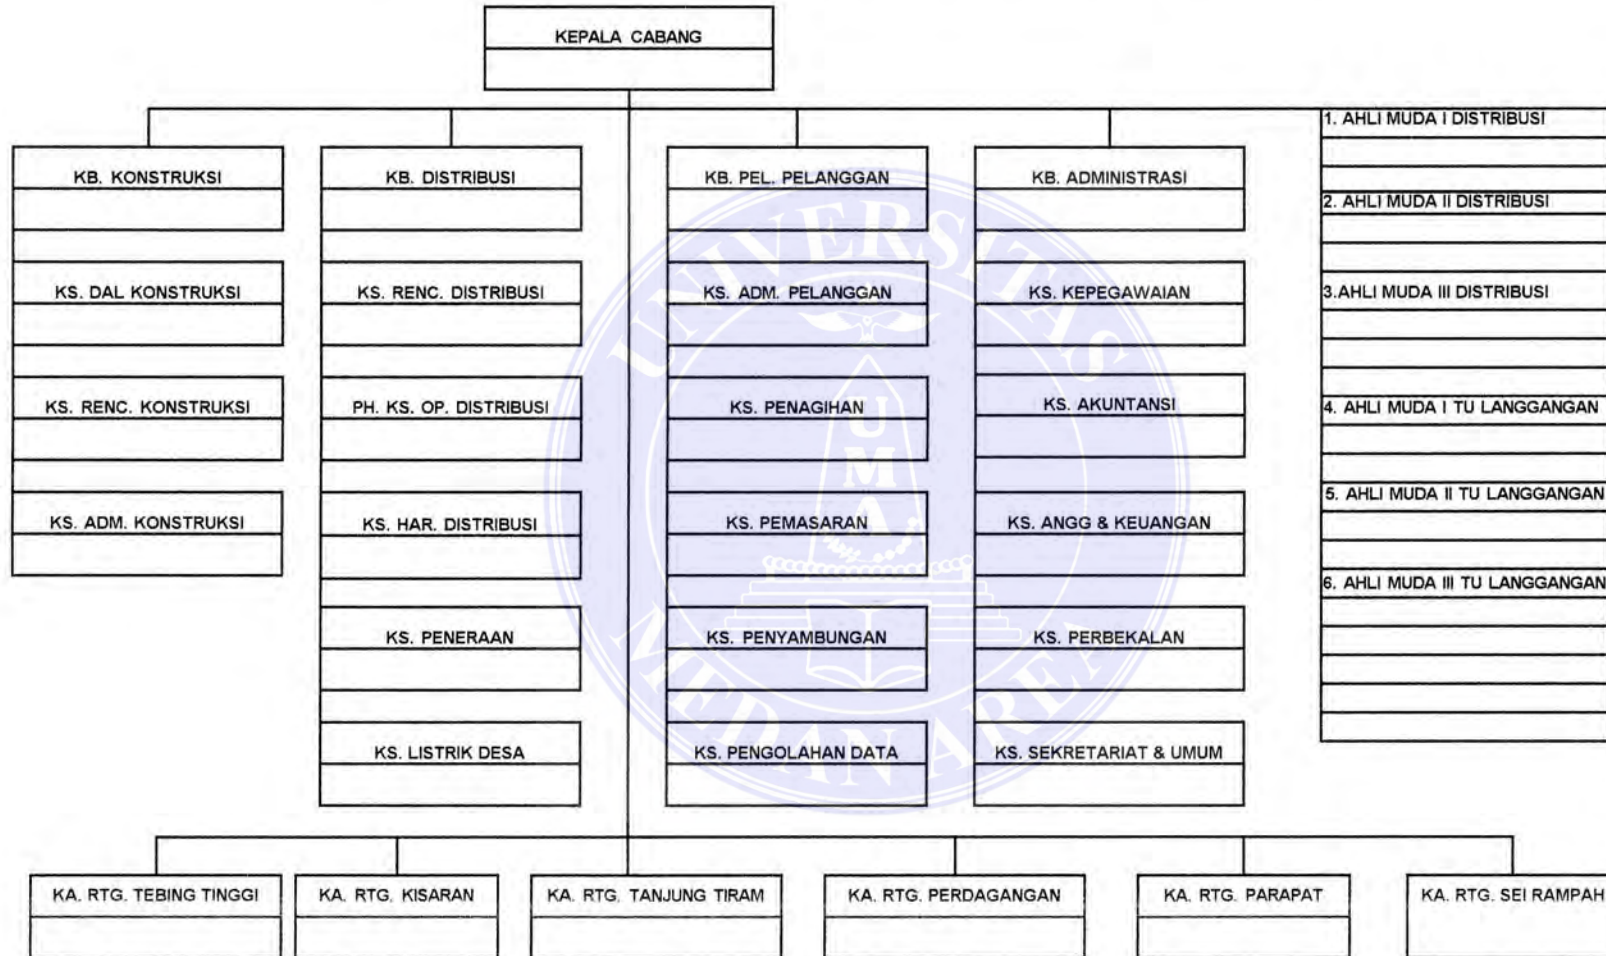 KEPALA CABANG
1. AHLI MUDA I DISTRIBUSI
2. AHLI MUDA II DISTRIBUSI
3.AHLI MUDA III DISTRIBUSI
4. AHLI MUDA I TU LANGGANGAN
5. AHLI MUDA II TU LANGGANGAN
6. AHLI MUDA III TU LANGGANGAN
KB. KONSTRUKSI
KS. DAL KONSTRUKSI
KS. RENC. KONSTRUKSI
KS. ADM. KONSTRUKSI
KB. DISTRIBUSI
KS. RENC. DISTRIBUSI
PH. KS. OP. DISTRIBUSI
KS. HAR. DISTRIBUSI
KS. PENERAAN
KS. LISTRIK DESA
KB. PEL. PELANGGAN
KS. ADM. PELANGGAN
KS. PENAGIHAN
KS. PEMASARAN
KS. PENYAMBUNGAN
KS. PENGOLAHAN DATA
KB. ADMINISTRASI
KS. KEPEGAWAIAN
KS. AKUNTANSI
KS. ANGG & KEUANGAN
KS. PERBEKALAN
KS. SEKRETARIAT & UMUM
KA. RTG. TEBING TINGGI
KA. RTG. KISARAN
KA. RTG. TANJUNG TIRAM
KA. RTG. PERDAGANGAN
KA. RTG. PARAPAT
KA. RTG. SEI RAMPAH
UNIVERSITAS
UMA
MEDAN AREA